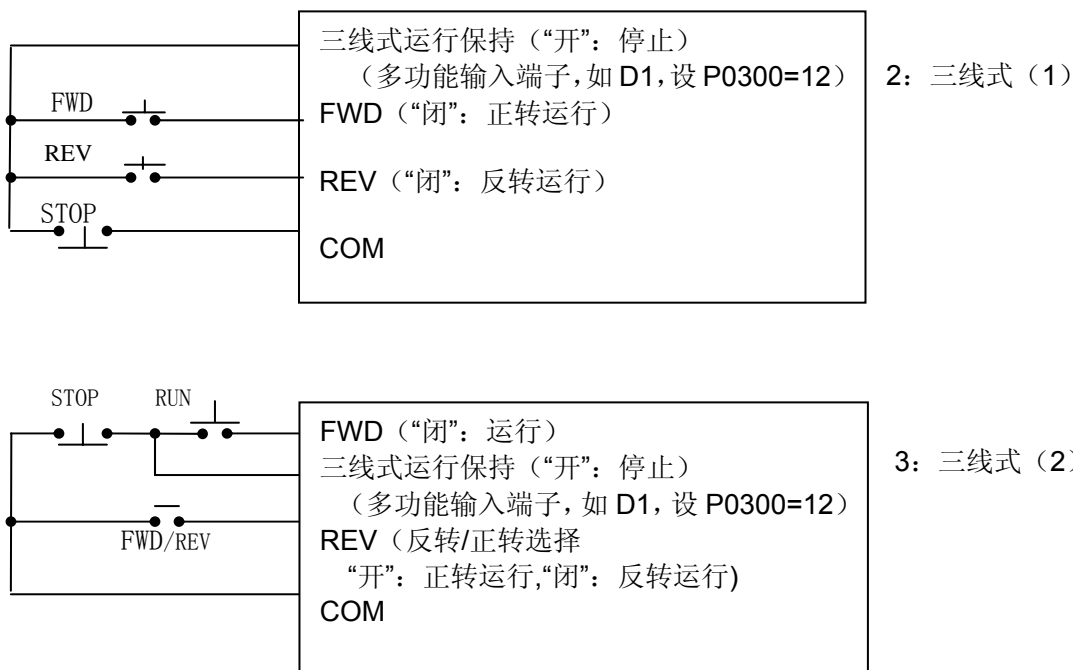 三线式运行保持（“开”：停止）
（多功能输入端子，如 D1，设 P0300=12）
2：三线式（1）
FWD
FWD（“闭”：正转运行）
REV
REV（“闭”：反转运行）
STOP
COM
STOP
RUN
FWD（“闭”：运行）
三线式运行保持（“开”：停止）
3：三线式（2）
（多功能输入端子，如 D1，设 P0300=12）
FWD/REV
REV（反转/正转选择
“开”：正转运行,“闭”：反转运行)
COM